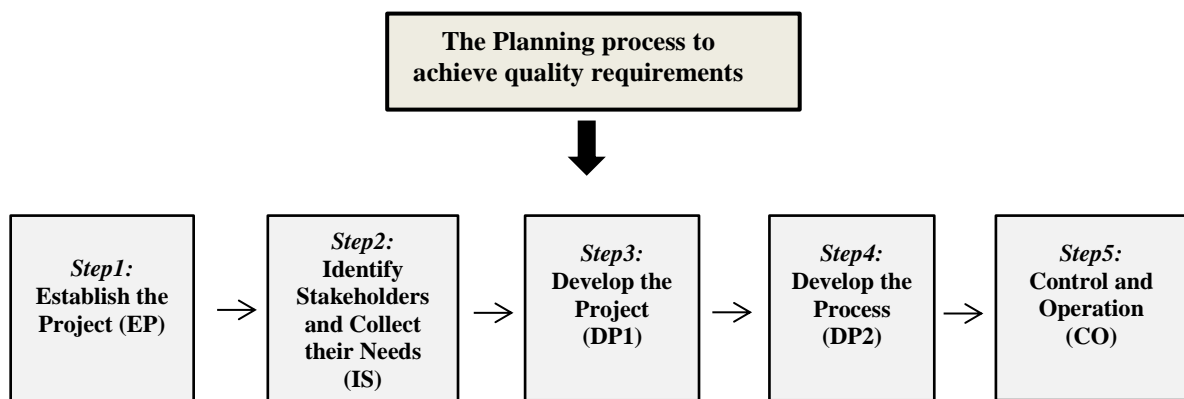 The Planning process to
achieve quality requirements
Step1:
Establish the
Project (EP)
Step2:
Identify
Stakeholders
and Collect
their Needs
(IS)
Step3:
Develop the
Project
(DP1)
Step4:
Develop the
Process
(DP2)
Step5:
Control and
Operation
(CO)